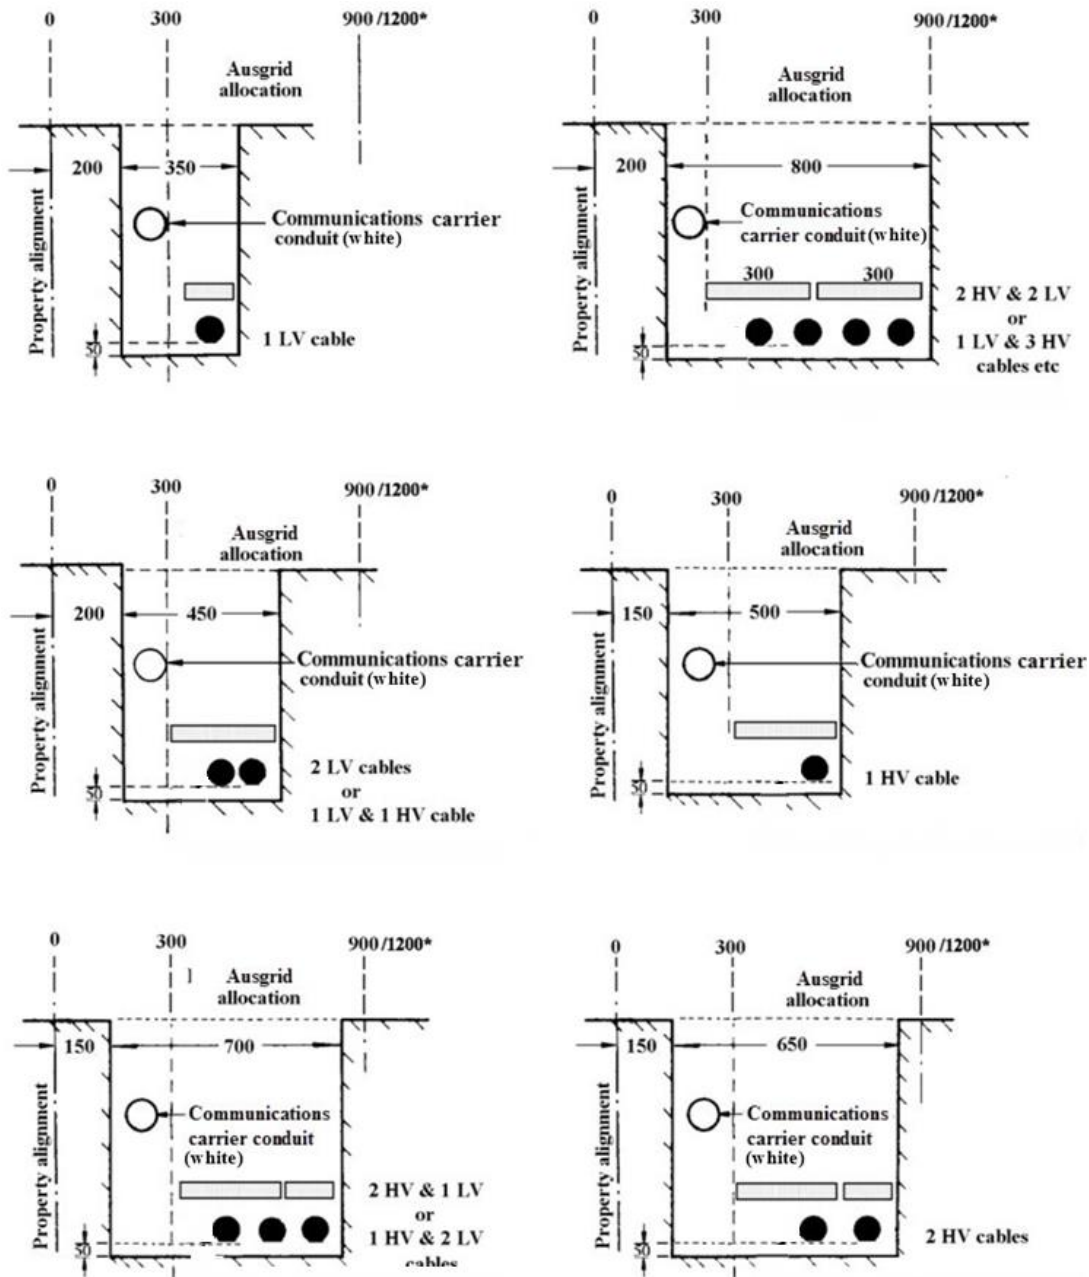 0 300 900/1200*
Ausgrid
allocation
200 350
Property alignment
Communications carrier
conduit (white)
50
1 LV cable
0 300 900/1200*
Ausgrid
allocation
200 800
Property alignment
Communications
carrier conduit (white)
300 300
2 HV & 2 LV
or
1 LV & 3 HV
cables etc
50
0 300 900/1200*
Ausgrid
allocation
200 450
Property alignment
Communications carrier
conduit (white)
2 LV cables
or
1 LV & 1 HV cable
50
0 300 900/1200*
Ausgrid
allocation
150 500
Property alignment
Communications carrier
conduit (white)
50
1 HV cable
0 300 900/1200*
Ausgrid
allocation
150 700
Property alignment
Communications
carrier conduit
(white)
2 HV & 1 LV
or
1 HV & 2 LV
cables
50
0 300 900/1200*
Ausgrid
allocation
150 650
Property alignment
Communications
carrier conduit
(white)
2 HV cables
50